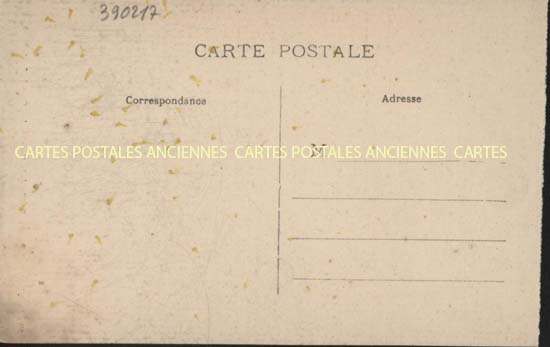 390217
CARTE POSTALE
Correspondance
Adresse
CARTES POSTALES ANCIENNES CARTES POSTALES ANCIENNES CARTES
M